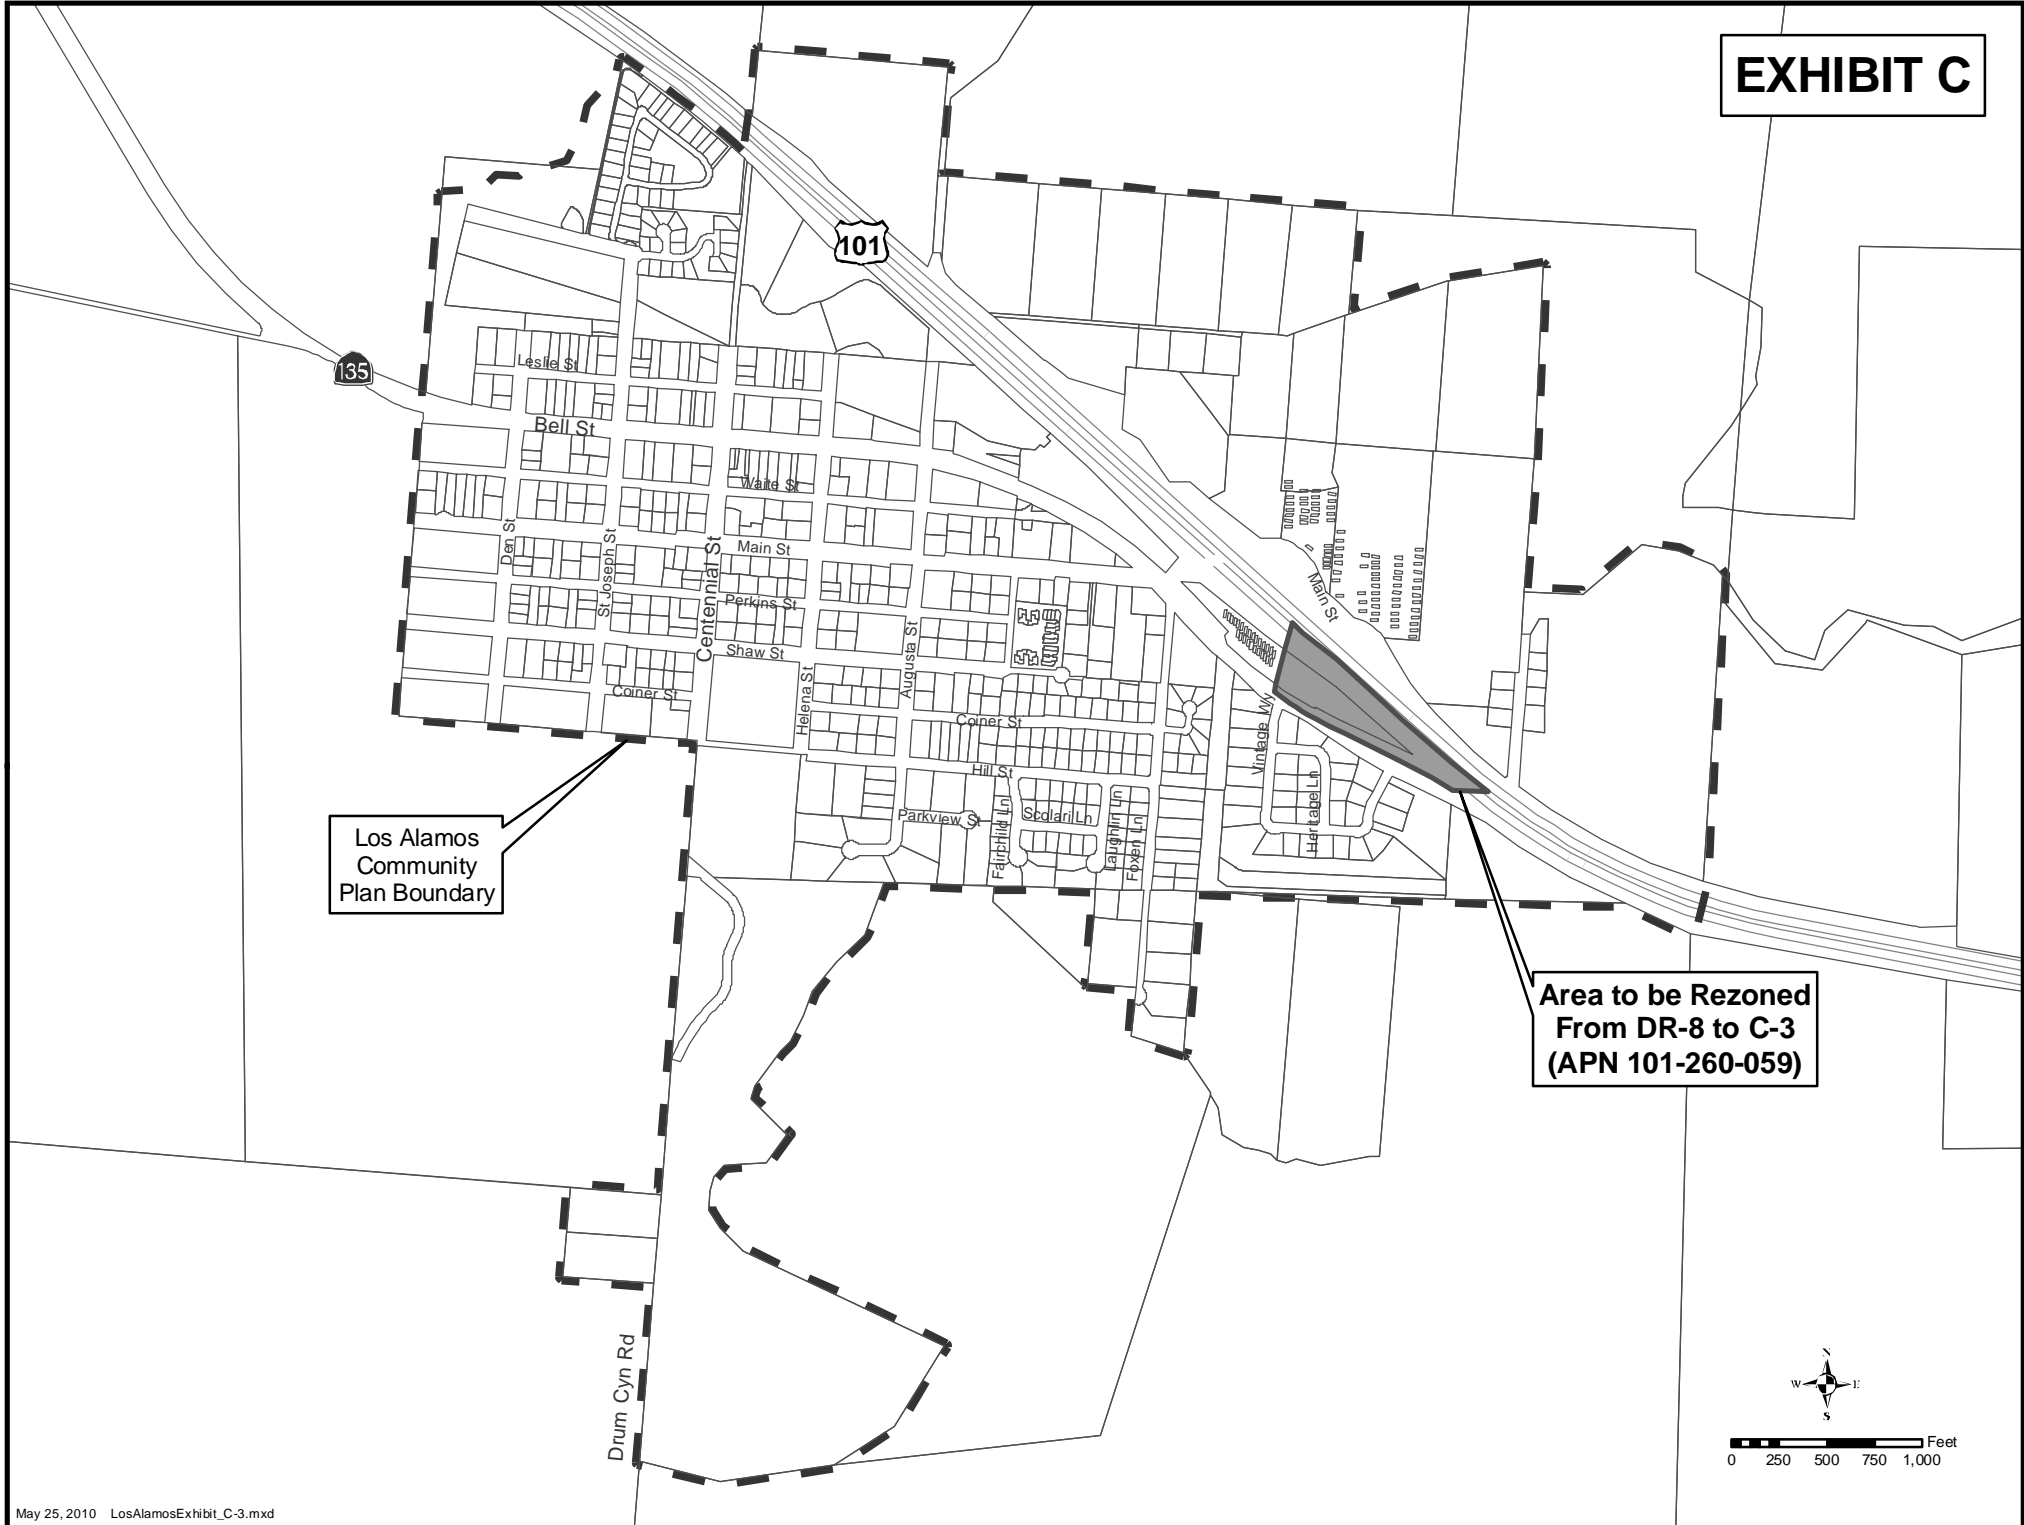 EXHIBIT C
101
135
Leslie St
Bell St
Waite St
Den St
St Joseph St
Centennial St
Main St
Main St
Perkins St
Shaw St
Augusta St
Helena St
Coiner St
Coiner St
Vintage W
Hill St
Heritage Ln
Parkview St
Fairchild Ln
Scolari Ln
Laughlin Ln
Foxen Ln
Los Alamos
Community
Plan Boundary
Area to be Rezoned
From DR-8 to C-3
(APN 101-260-059)
Drum Cyn Rd
N
W
E
S
Feet
0 250 500 750 1,000
May 25, 2010 LosAlamosExhibit_C-3.mxd